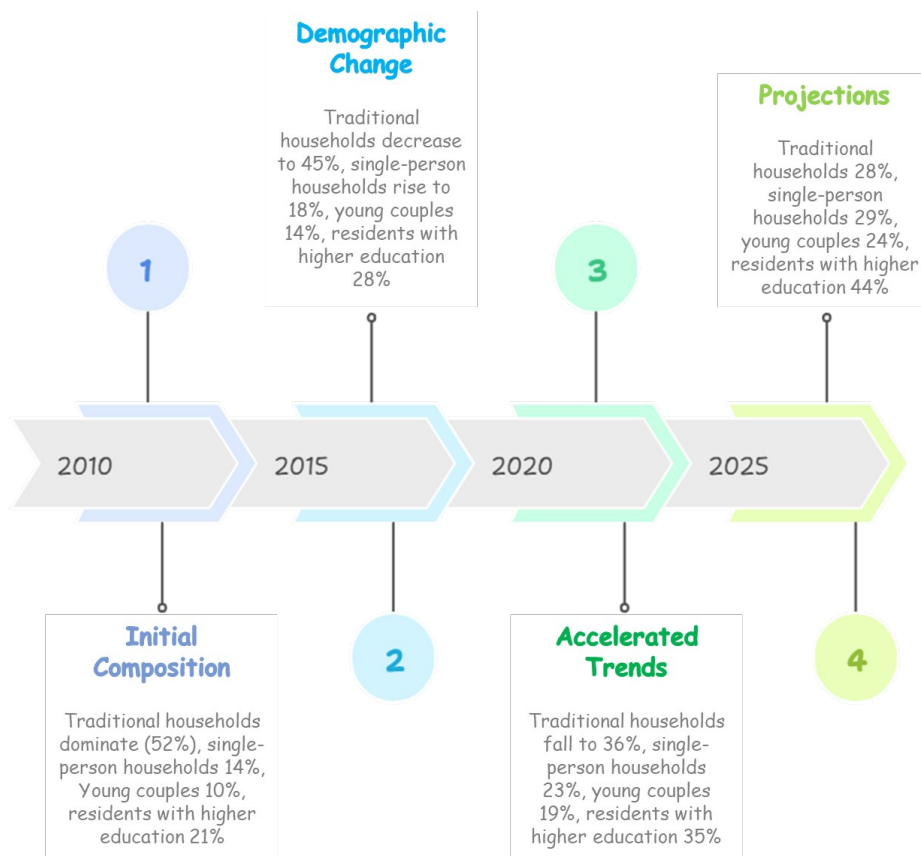 Demographic
Change
Traditional
households decrease
to 45%, single-person
households rise to
18%, young couples
14%, residents with
higher education
28%
Projections
Traditional
households 28%,
single-person
households 29%,
young couples 24%,
residents with higher
education 44%
1
3
2010
2015
2020
2025
Initial
Composition
Traditional households
dominate (52%), single-
person households 14%,
Young couples 10%,
residents with higher
education 21%
2
Accelerated
Trends
Traditional households
fall to 36%, single-
person households
23%, young couples
19%, residents with
higher education 35%
4